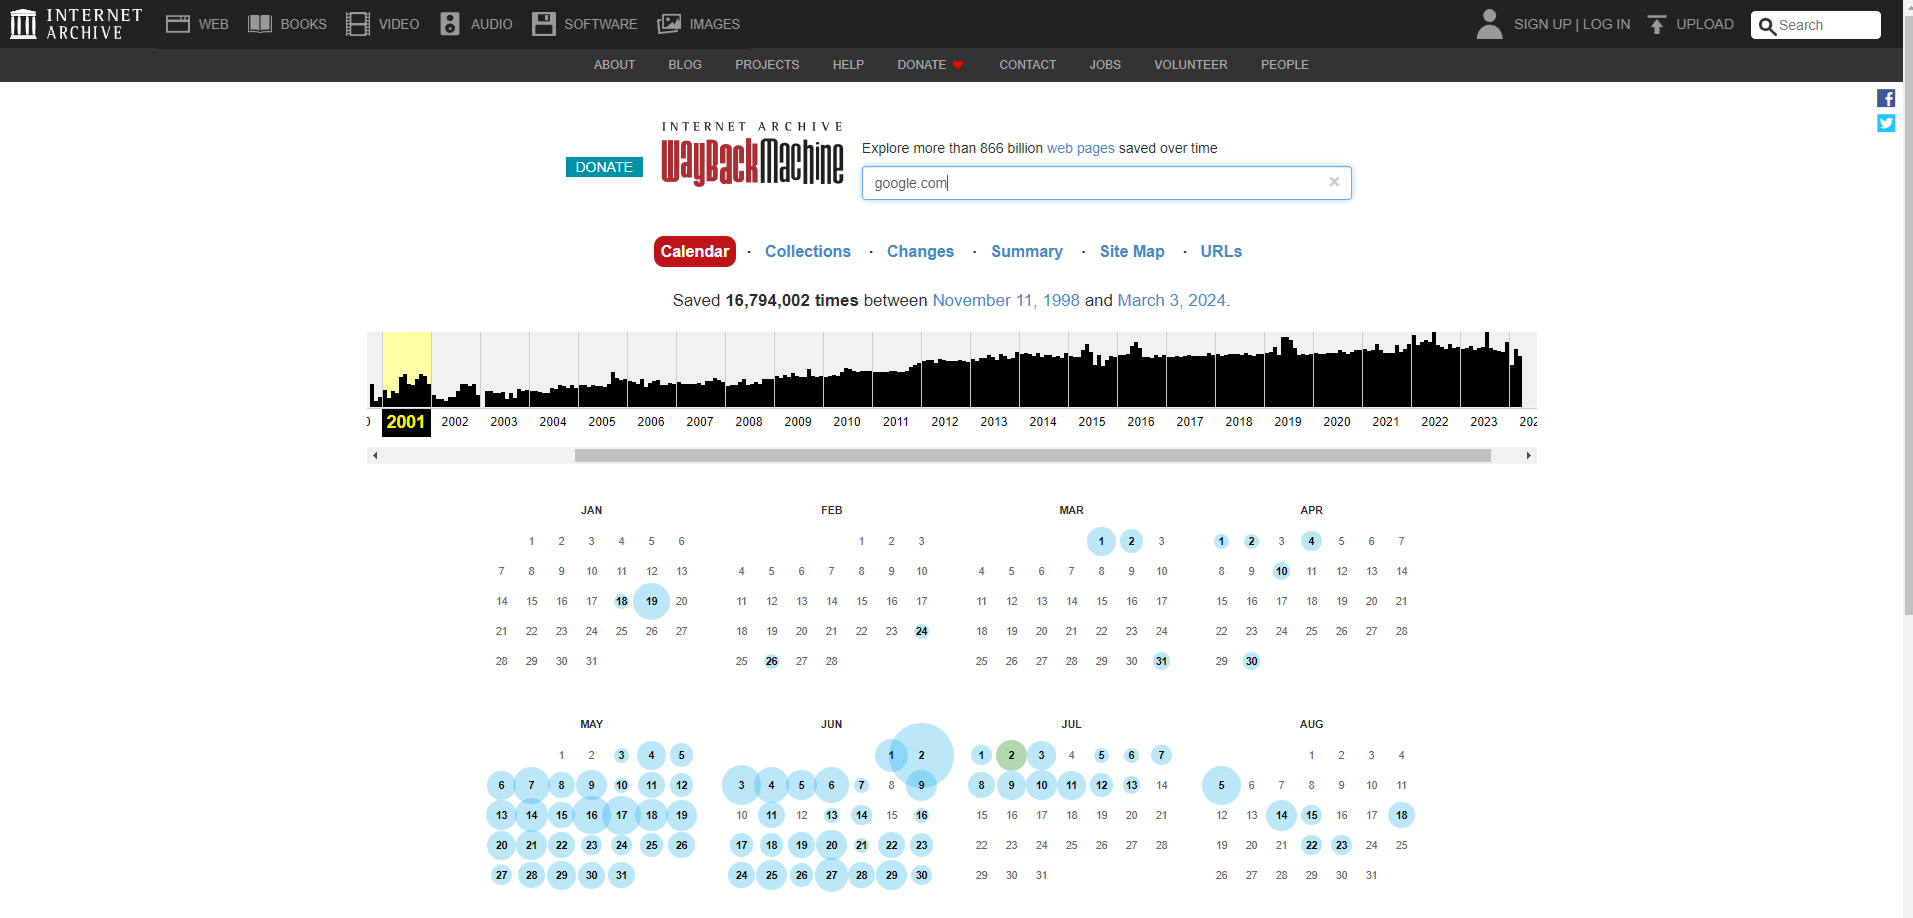 INTERNET ARCHIVE
WEB BOOKS VIDEO AUDIO SOFTWARE IMAGES SIGN UP | LOG IN UPLOAD Search
ABOUT BLOG PROJECTS HELP DONATE CONTACT JOBS VOLUNTEER PEOPLE
INTERNET ARCHIVE
WayBackMachine
DONATE
Explore more than 866 billion web pages saved over time
google.com
Calendar · Collections · Changes · Summary · Site Map · URLs
Saved 16,794,002 times between November 11, 1998 and March 3, 2024.
2001 2002 2003 2004 2005 2006 2007 2008 2009 2010 2011 2012 2013 2014 2015 2016 2017 2018 2019 2020 2021 2022 2023
JAN
1 2 3 4 5 6
7 8 9 10 11 12 13
14 15 16 17 18 19 20
21 22 23 24 25 26 27
28 29 30 31
FEB
1 2 3
4 5 6 7 8 9 10
11 12 13 14 15 16 17
18 19 20 21 22 23 24
25 26 27 28
MAR
1 2 3
4 5 6 7 8 9 10
11 12 13 14 15 16 17
18 19 20 21 22 23 24
25 26 27 28 29 30 31
APR
1 2 3 4 5 6 7
8 9 10 11 12 13 14
15 16 17 18 19 20 21
22 23 24 25 26 27 28
29 30
MAY
1 2 3 4 5
6 7 8 9 10 11 12
13 14 15 16 17 18 19
20 21 22 23 24 25 26
27 28 29 30 31
JUN
1 2
3 4 5 6 7 8 9
10 11 12 13 14 15 16
17 18 19 20 21 22 23
24 25 26 27 28 29 30
JUL
1 2 3 4 5 6 7
8 9 10 11 12 13 14
15 16 17 18 19 20 21
22 23 24 25 26 27 28
29 30 31
AUG
1 2 3 4
5 6 7 8 9 10 11
12 13 14 15 16 17 18
19 20 21 22 23 24 25
26 27 28 29 30 31